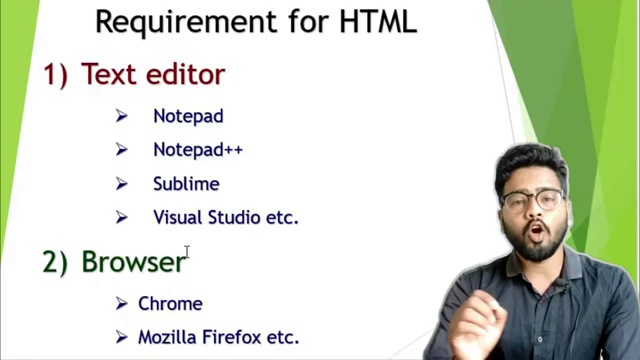 Requirement for HTML
1) Text editor
➢ Notepad
➢ Notepad++
➢ Sublime
➢ Visual Studio etc.
2) Browser
➢ Chrome
➢ Mozilla Firefox etc.